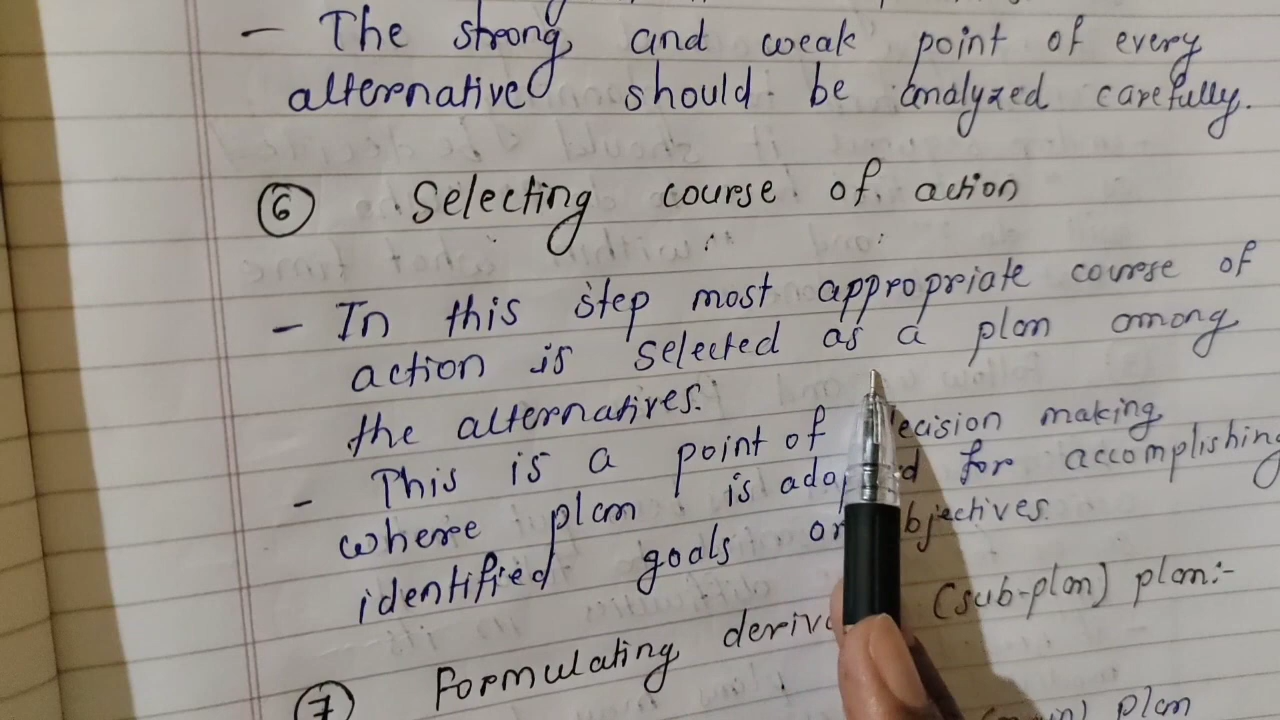 - The strong and weak point of every
alternative should be analyzed carefully.
6 Selecting course of action
- In this step most appropriate course of
action is selected as a plan among
the alternatives.
- This is a point of decision making
where plan is adopted for accomplishing
identified goals or objectives.
7 Formulating (sub-plan) plan:-
plan